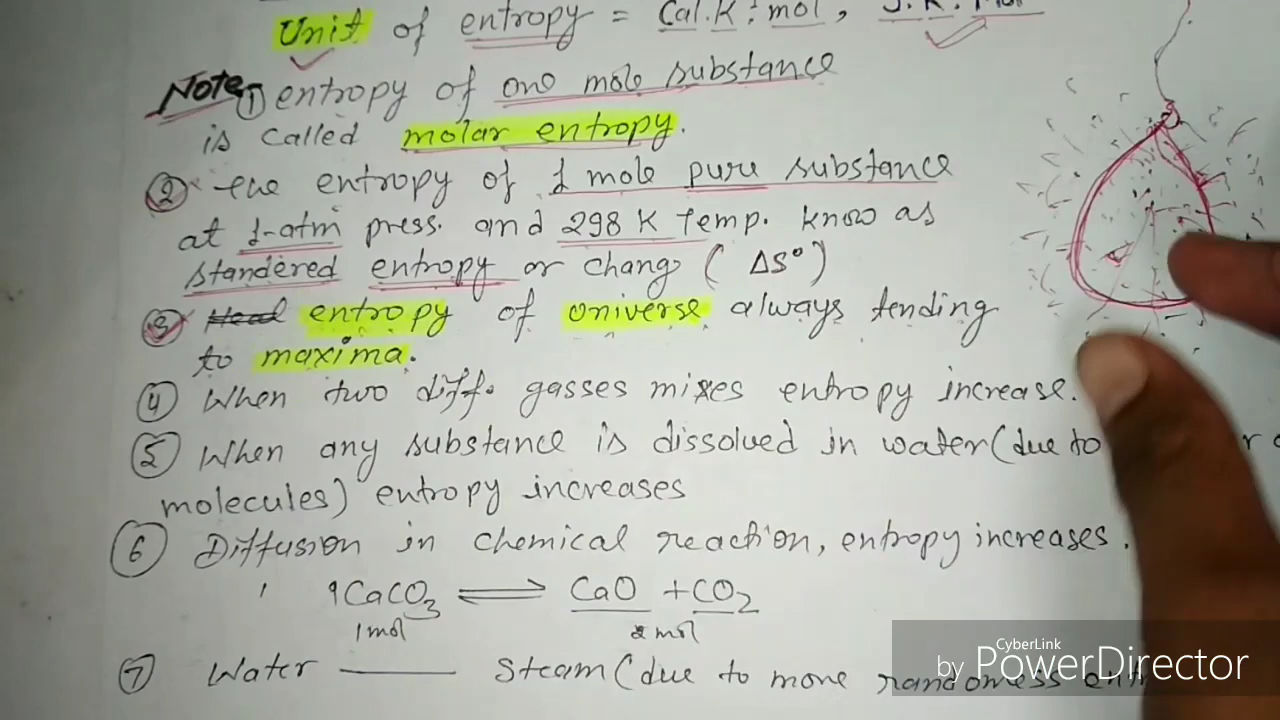 Unit of entropy = Cal. K. mol, J. K. Mol
Note ① entropy of one mole substance
is called molar entropy.
② the entropy of 1 mole pure substance
at 1-atm press. and 298 K temp. know as
standered entropy or chang (ΔS°)
③ entropy of universe always tending
to maxima.
④ When two diff. gasses mixes entropy increase.
⑤ When any substance is dissolved in water (due to
molecules) entropy increases
⑥ Diffusion in chemical reaction, entropy increases.
CaCO3 ⇌ CaO + CO2
1mol 2 mol
⑦ Water — Steam (due to more randomess
CyberLink
by PowerDirector